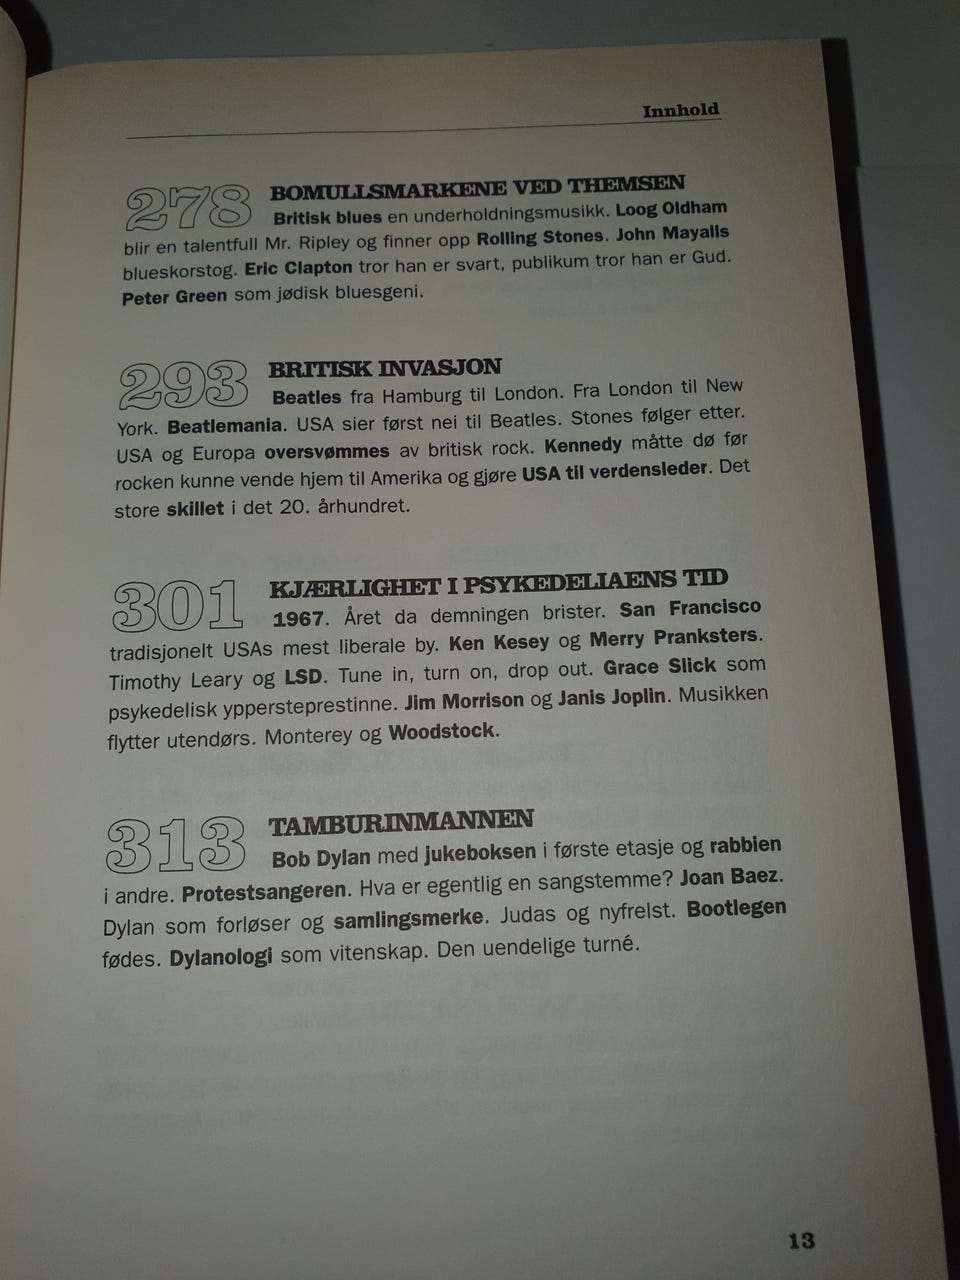 Innhold
278 BOMULLSMARKENE VED THEMSEN
Britisk blues en underholdningsmusikk. Loog Oldham
blir en talentfull Mr. Ripley og finner opp Rolling Stones. John Mayalls
blueskorstog. Eric Clapton tror han er svart, publikum tror han er Gud.
Peter Green som jødisk bluesgeni.
293 BRITISK INVASJON
Beatles fra Hamburg til London. Fra London til New
York. Beatlemania. USA sier først nei til Beatles. Stones følger etter.
USA og Europa oversvømmes av britisk rock. Kennedy måtte dø før
rocken kunne vende hjem til Amerika og gjøre USA til verdensleder. Det
store skillet i det 20. århundret.
301 KJÆRLIGHET I PSYKEDELIAENS TID
1967. Året da demningen brister. San Francisco
tradisjonelt USAs mest liberale by. Ken Kesey og Merry Pranksters.
Timothy Leary og LSD. Tune in, turn on, drop out. Grace Slick som
psykedelisk yppersteprestinne. Jim Morrison og Janis Joplin. Musikken
flytter utendørs. Monterey og Woodstock.
313 TAMBURINMANNEN
Bob Dylan med jukeboksen i første etasje og rabbien
i andre. Protestsangeren. Hva er egentlig en sangstemme? Joan Baez.
Dylan som forløser og samlingsmerke. Judas og nyfrelst. Bootlegen
fødes. Dylanologi som vitenskap. Den uendelige turné.
13